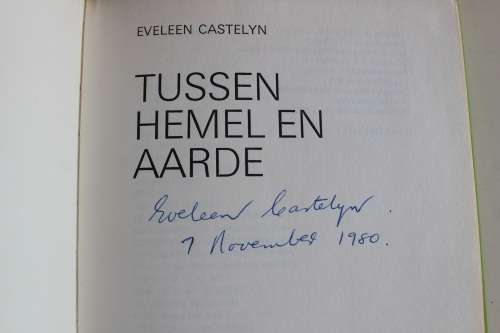 EVELEEN CASTELYN
TUSSEN
HEMEL EN
AARDE
Eveleen Castelyn.
7 November 1980.